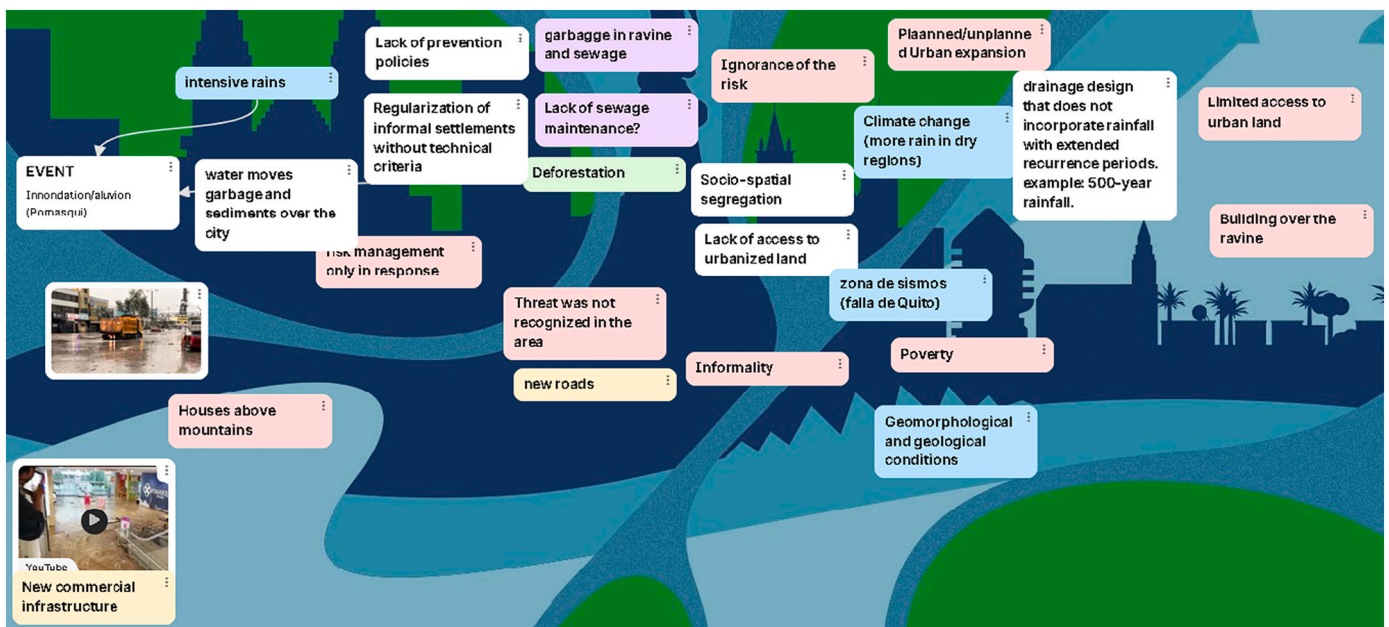 Lack of prevention
policies
garbagge in ravine
and sewage
Plaanned/unplanne
d Urban expansion
Ignorance of the
risk
intensive rains
drainage design
that does not
incorporate rainfall
with extended
recurrence periods.
example: 500-year
rainfall.
Limited access to
urban land
Regularization of
informal settlements
without technical
criteria
Lack of sewage
maintenance?
Climate change
(more rain in dry
regions)
EVENT
Innondation/aluvion
(Pomasqui)
water moves
garbage and
sediments over the
city
Deforestation
Socio-spatial
segregation
Building over the
ravine
Lack of access to
urbanized land
risk management
only in response
zona de sismos
(falla de Quito)
Threat was not
recognized in the
area
new roads
Informality
Poverty
Houses above
mountains
Geomorphological
and geological
conditions
YouTube
New commercial
infrastructure